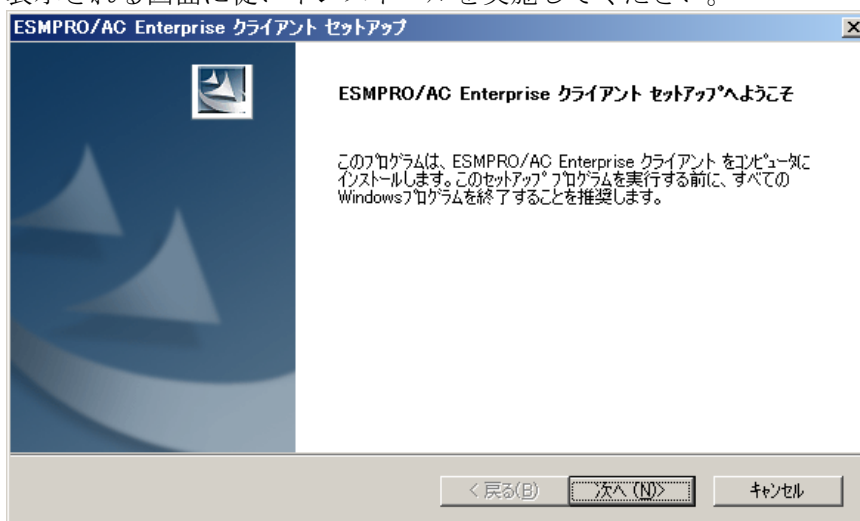 表示される画面に従いインストールを実施してください。
ESMPRO/AC Enterprise クライアント セットアップ
ESMPRO/AC Enterprise クライアント セットアップへようこそ
このプログラムは、ESMPRO/AC Enterprise クライアント をコンピュータに
インストールします。このセットアップ プログラムを実行する前に、すべての
Windowsプログラムを終了することを推奨します。
< 戻る(B)
次へ (N)>
キャンセル